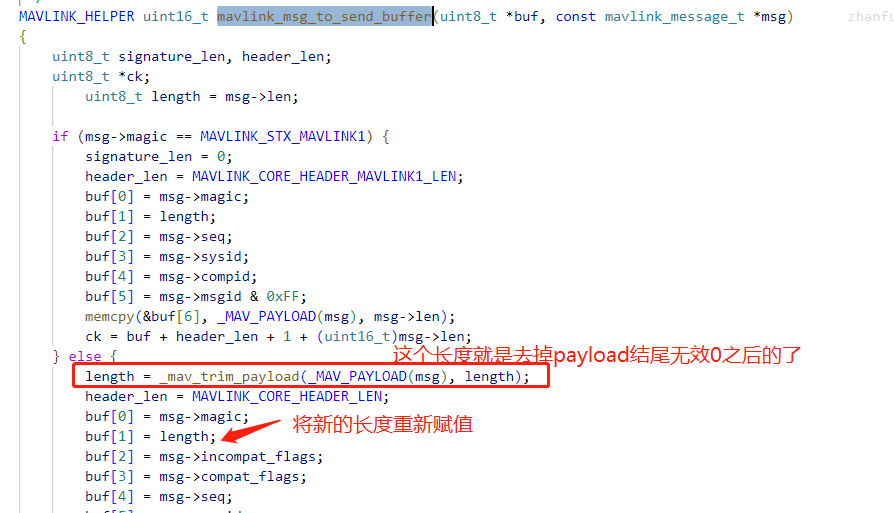 MAVLINK_HELPER uint16_t mavlink_msg_to_send_buffer(uint8_t *buf, const mavlink_message_t *msg) zhanfu
{
uint8_t signature_len, header_len;
uint8_t *ck;
uint8_t length = msg->len;
if (msg->magic == MAVLINK_STX_MAVLINK1) {
signature_len = 0;
header_len = MAVLINK_CORE_HEADER_MAVLINK1_LEN;
buf[0] = msg->magic;
buf[1] = length;
buf[2] = msg->seq;
buf[3] = msg->sysid;
buf[4] = msg->compid;
buf[5] = msg->msgid & 0xFF;
memcpy(&buf[6], _MAV_PAYLOAD(msg), msg->len);
ck = buf + header_len + 1 + (uint16_t)msg->len;
} else {
这个长度就是去掉payload结尾无效0之后的了
length = _mav_trim_payload(_MAV_PAYLOAD(msg), length);
header_len = MAVLINK_CORE_HEADER_LEN;
buf[0] = msg->magic;
buf[1] = length;
将新的长度重新赋值
buf[2] = msg->incompat_flags;
buf[3] = msg->compat_flags;
buf[4] = msg->seq;